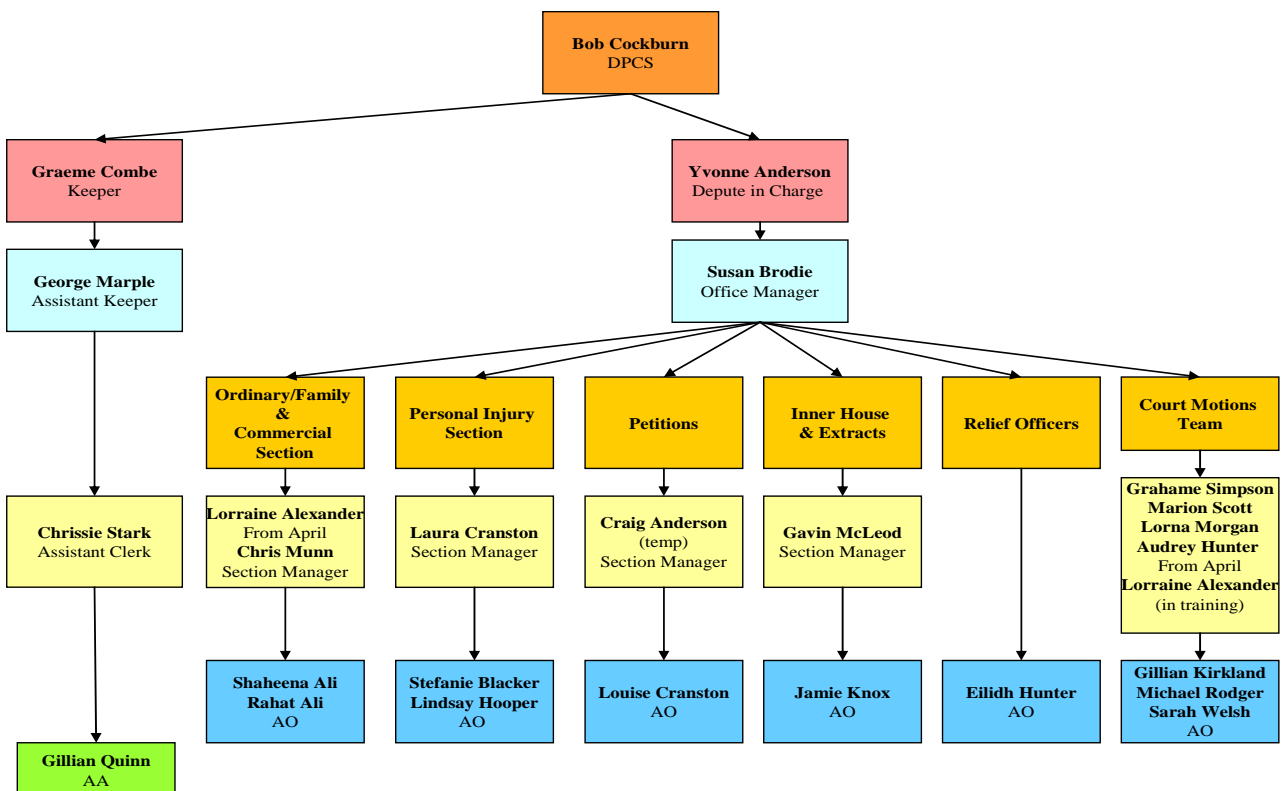 Bob Cockburn
DPCS
Graeme Combe
Keeper
Yvonne Anderson
Depute in Charge
George Marple
Assistant Keeper
Susan Brodie
Office Manager
Ordinary/Family
&
Commercial
Section
Personal Injury
Section
Petitions
Inner House
& Extracts
Relief Officers
Court Motions
Team
Chrissie Stark
Assistant Clerk
Lorraine Alexander
From April
Chris Munn
Section Manager
Laura Cranston
Section Manager
Craig Anderson
(temp)
Section Manager
Gavin McLeod
Section Manager
Grahame Simpson
Marion Scott
Lorna Morgan
Audrey Hunter
From April
Lorraine Alexander
(in training)
Shaheena Ali
Rahat Ali
AO
Stefanie Blacker
Lindsay Hooper
AO
Louise Cranston
AO
Jamie Knox
AO
Eilidh Hunter
AO
Gillian Kirkland
Michael Rodger
Sarah Welsh
AO
Gillian Quinn
AA